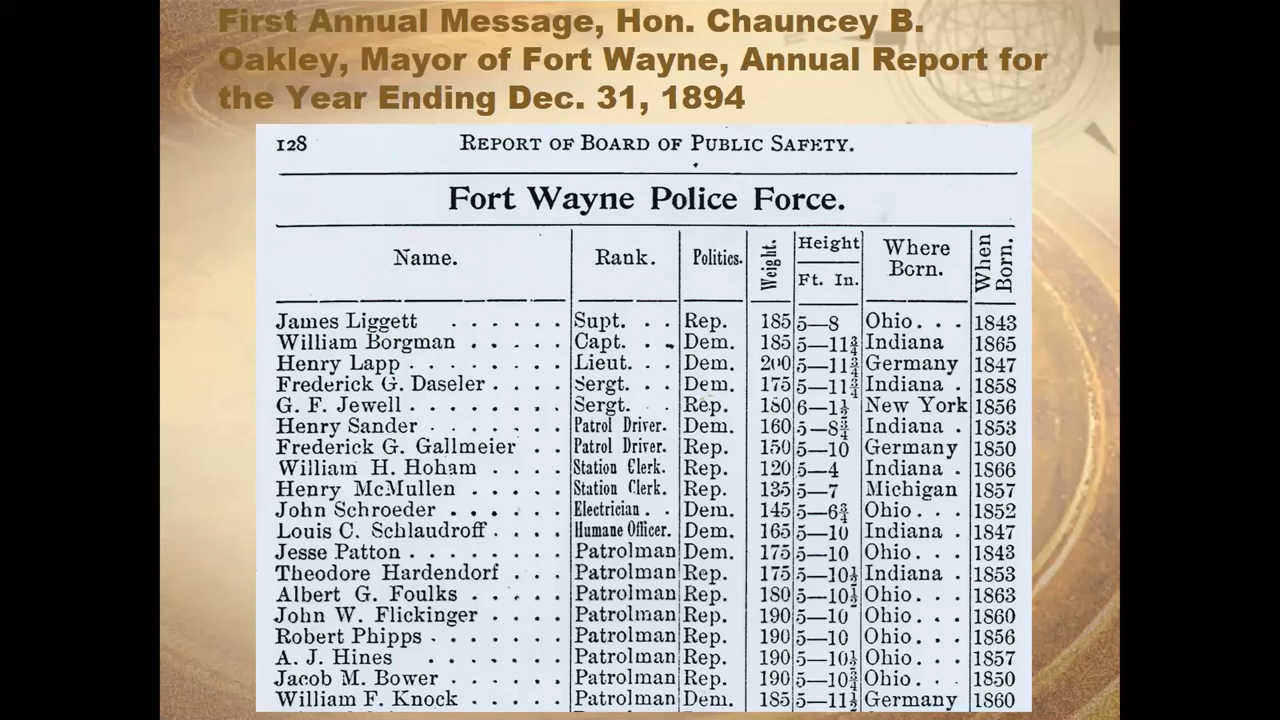 First Annual Message, Hon. Chauncey B.
Oakley, Mayor of Fort Wayne, Annual Report for
the Year Ending Dec. 31, 1894
128 REPORT OF BOARD OF PUBLIC SAFETY.
Fort Wayne Police Force.
Name. Rank. Politics. Weight. Height Ft. In. Where Born. When Born.
James Liggett . . . . . . Supt. . . Rep. 185 5—8 Ohio. . . 1843
William Borgman . . . . . Capt. . . Dem. 185 5—11¾ Indiana 1865
Henry Lapp . . . . . . . . Lieut. . . Dem. 200 5—11¾ Germany 1847
Frederick G. Daseler . . . . Sergt. . . Dem. 175 5—11¾ Indiana . 1858
G. F. Jewell . . . . . . . . Sergt. . . Rep. 180 6—1½ New York 1856
Henry Sander . . . . . . . Patrol Driver. Dem. 160 5—8¾ Indiana . 1853
Frederick G. Gallmeier . . Patrol Driver. Rep. 150 5—10 Germany 1850
William H. Hoham . . . . Station Clerk. Rep. 120 5—4 Indiana . 1866
Henry McMullen . . . . . Station Clerk. Rep. 135 5—7 Michigan 1857
John Schroeder . . . . . . Electrician . . Dem. 145 5—6¾ Ohio. . . 1852
Louis C. Schlaudroff . . . . Humane Officer. Dem. 165 5—10 Indiana . 1847
Jesse Patton . . . . . . . . Patrolman Dem. 175 5—10 Ohio. . . 1843
Theodore Hardendorf . . . Patrolman Rep. 175 5—10½ Indiana . 1853
Albert G. Foulks . . . . . Patrolman Rep. 180 5—10½ Ohio. . . 1863
John W. Flickinger . . . . Patrolman Rep. 190 5—10 Ohio. . . 1860
Robert Phipps . . . . . . . Patrolman Rep. 190 5—10 Ohio. . . 1856
A. J. Hines . . . . . . . Patrolman Rep. 190 5—10½ Ohio. . . 1857
Jacob M. Bower . . . . . . Patrolman Rep. 190 5—10¾ Ohio. . . 1850
William F. Knock . . . . . Patrolman Dem. 185 5—11½ Germany 1860